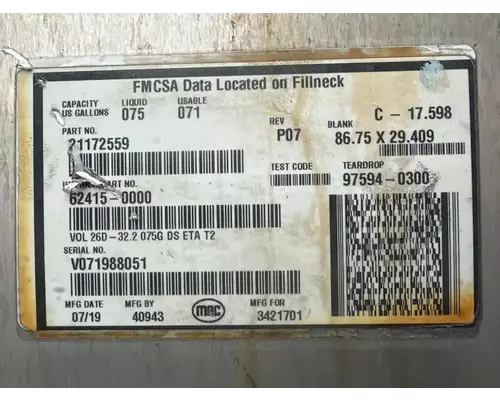 FMCSA Data Located on Fillneck
CAPACITY US GALLONS LIQUID 075 USABLE 071
C - 17.598
REV P07
BLANK 86.75 X 29.409
PART NO.
21172559
TEST CODE
TEARDROP
97594-0300
PART NO.
62415-0000
VOL 26D-32.2 075G DS ETA T2
SERIAL NO.
V071988051
MFG DATE 07/19
MFG BY 40943
MFG FOR 3421701